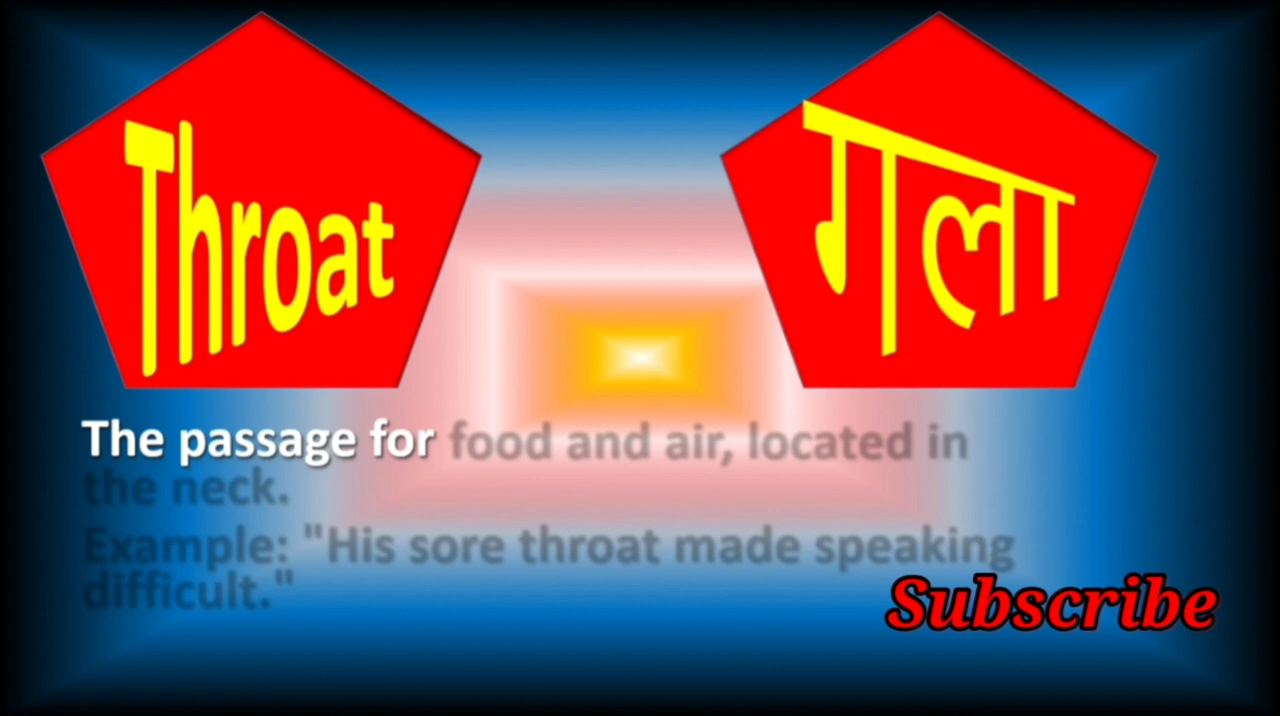 Throat
गला
The passage for food and air, located in
the neck.
Example: "His sore throat made speaking
difficult."
Subscribe